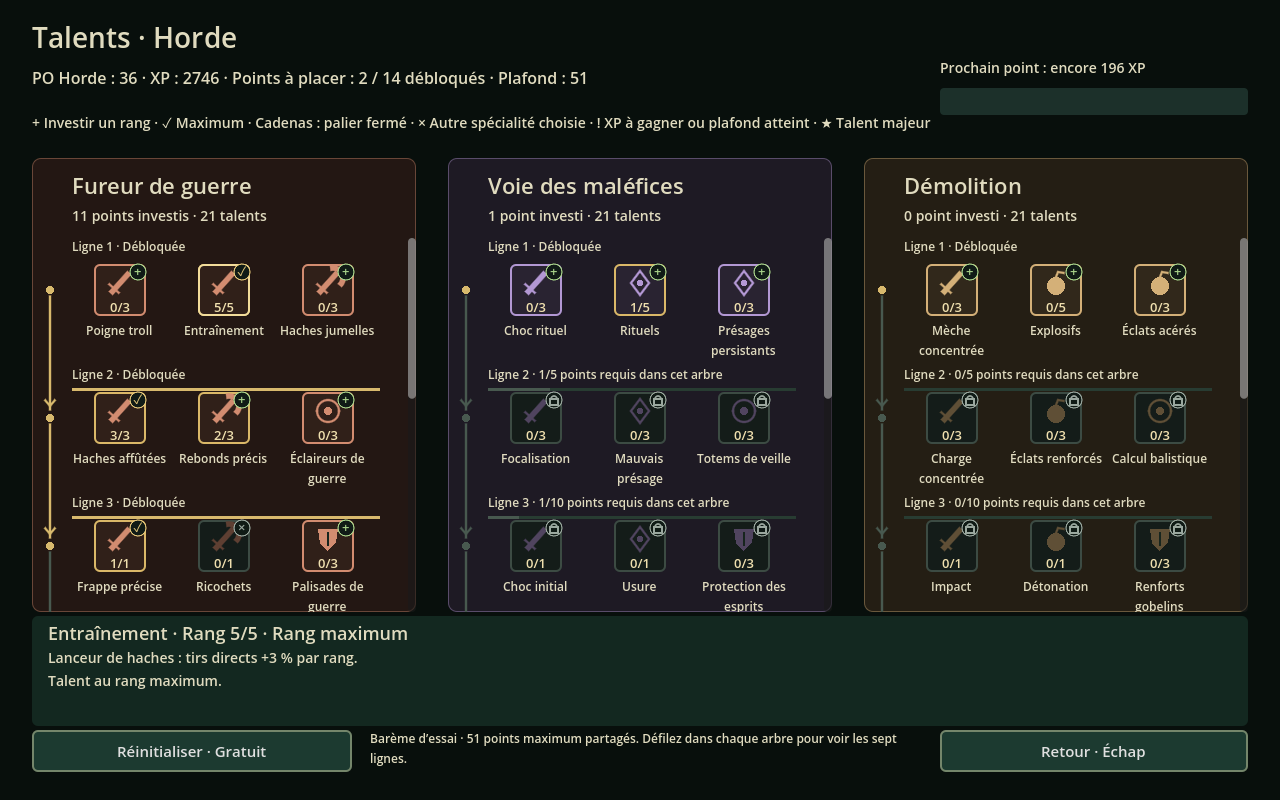 Talents · Horde
PO Horde : 36 · XP : 2746 · Points à placer : 2 / 14 débloqués · Plafond : 51
Prochain point : encore 196 XP
+ Investir un rang · ✓ Maximum · Cadenas : palier fermé · × Autre spécialité choisie · ! XP à gagner ou plafond atteint · ★ Talent majeur
Fureur de guerre
11 points investis · 21 talents
Ligne 1 · Débloquée
+ ✓ +
0/3 5/5 0/3
Poigne troll Entraînement Haches jumelles
Ligne 2 · Débloquée
✓ + +
3/3 2/3 0/3
Haches affûtées Rebonds précis Éclaireurs de
guerre
Ligne 3 · Débloquée
✓ × +
1/1 0/1 0/3
Frappe précise Ricochets Palisades de
guerre
Voie des maléfices
1 point investi · 21 talents
Ligne 1 · Débloquée
+ + +
0/3 1/5 0/3
Choc rituel Rituels Présages
persistants
Ligne 2 · 1/5 points requis dans cet arbre
0/3 0/3 0/3
Focalisation Mauvais Totems de veille
présage
Ligne 3 · 1/10 points requis dans cet arbre
0/1 0/1 0/3
Choc initial Usure Protection des
esprits
Démolition
0 point investi · 21 talents
Ligne 1 · Débloquée
+ + +
0/3 0/5 0/3
Mèche Explosifs Éclats acérés
concentrée
Ligne 2 · 0/5 points requis dans cet arbre
0/3 0/3 0/3
Charge Éclats renforcés Calcul balistique
concentrée
Ligne 3 · 0/10 points requis dans cet arbre
0/1 0/1 0/3
Impact Détonation Renforts
gobelins
Entraînement · Rang 5/5 · Rang maximum
Lanceur de haches : tirs directs +3 % par rang.
Talent au rang maximum.
Réinitialiser · Gratuit
Barème d’essai · 51 points maximum partagés. Défilez dans chaque arbre pour voir les sept
lignes.
Retour · Échap